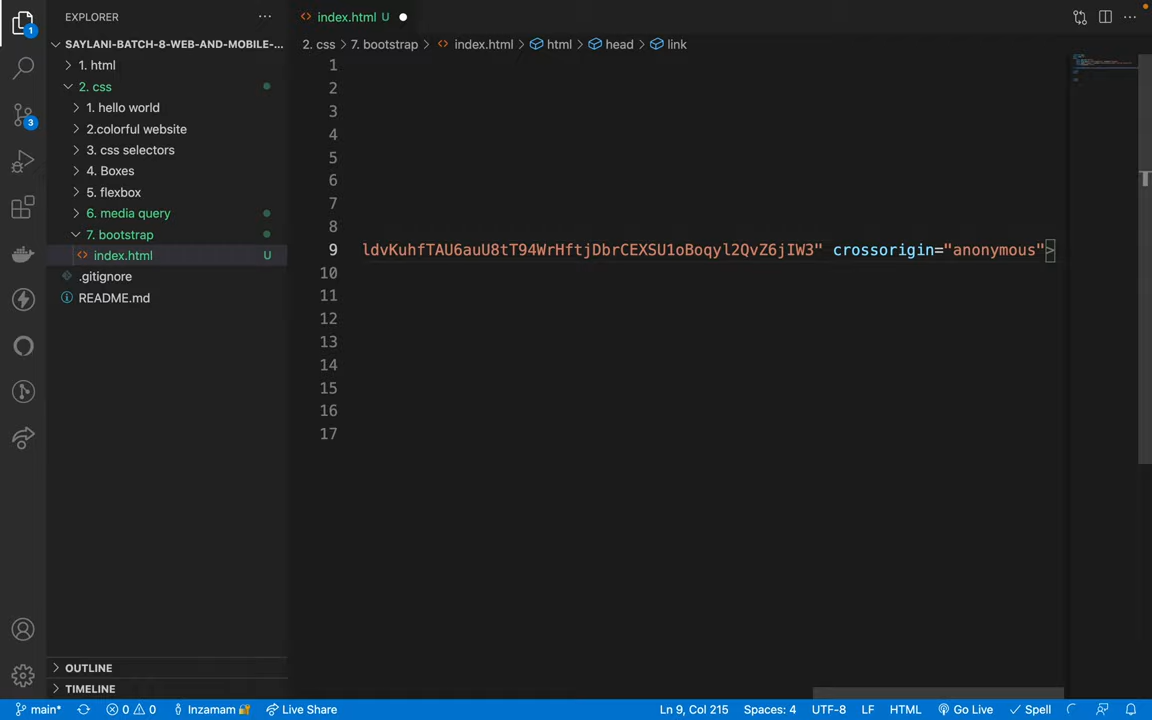 EXPLORER
index.html U
SAYLANI-BATCH-8-WEB-AND-MOBILE-...
2. css > 7. bootstrap > index.html > html > head > link
1. html
2. css
1. hello world
2.colorful website
3. css selectors
4. Boxes
5. flexbox
6. media query
7. bootstrap
index.html U
.gitignore
README.md
1
2
3
4
5
6
7
8
9 ldvKuhfTAU6auU8tT94WrHftjDbrCEXSU1oBoqyl2QvZ6jIW3" crossorigin="anonymous">
10
11
12
13
14
15
16
17
1
3
OUTLINE
TIMELINE
main* 0 0 Inzamam Live Share Ln 9, Col 215 Spaces: 4 UTF-8 LF HTML Go Live Spell